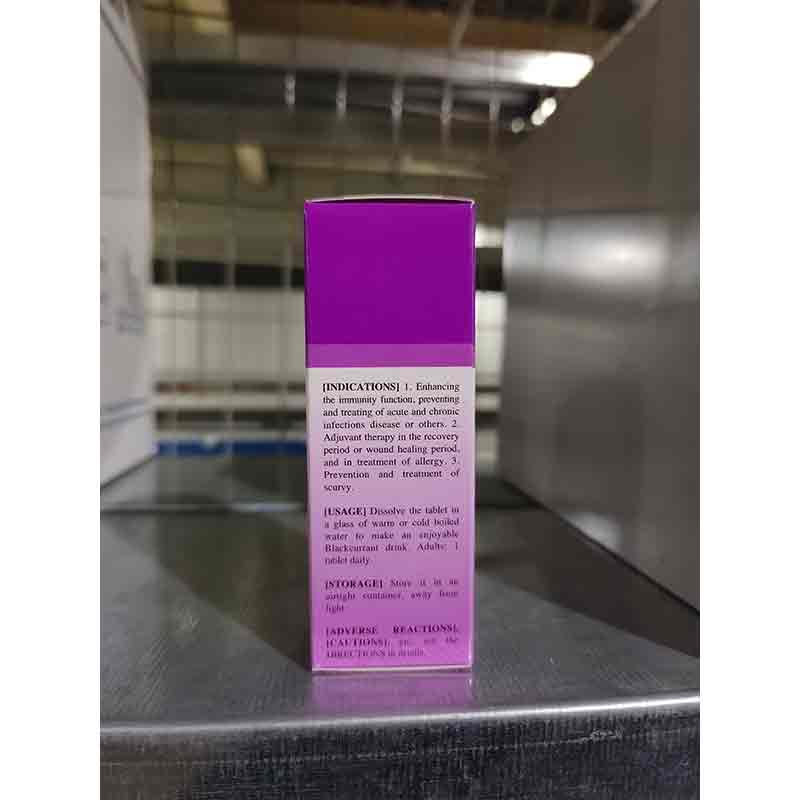 [INDICATIONS] 1. Enhancing
the immunity function, preventing
and treating of acute and chronic
infections disease or others. 2.
Adjuvant therapy in the recovery
period or wound healing period,
and in treatment of allergy. 3.
Prevention and treatment of
scurvy.
[USAGE] Dissolve the tablet in
a glass of warm or cold boiled
water to make an enjoyable
Blackcurrant drink. Adults: 1
tablet daily.
[STORAGE] Store it in an
airtight container, away from
light
[ADVERSE REACTIONS],
[CAUTIONS], see the
DIRECTIONS in details.